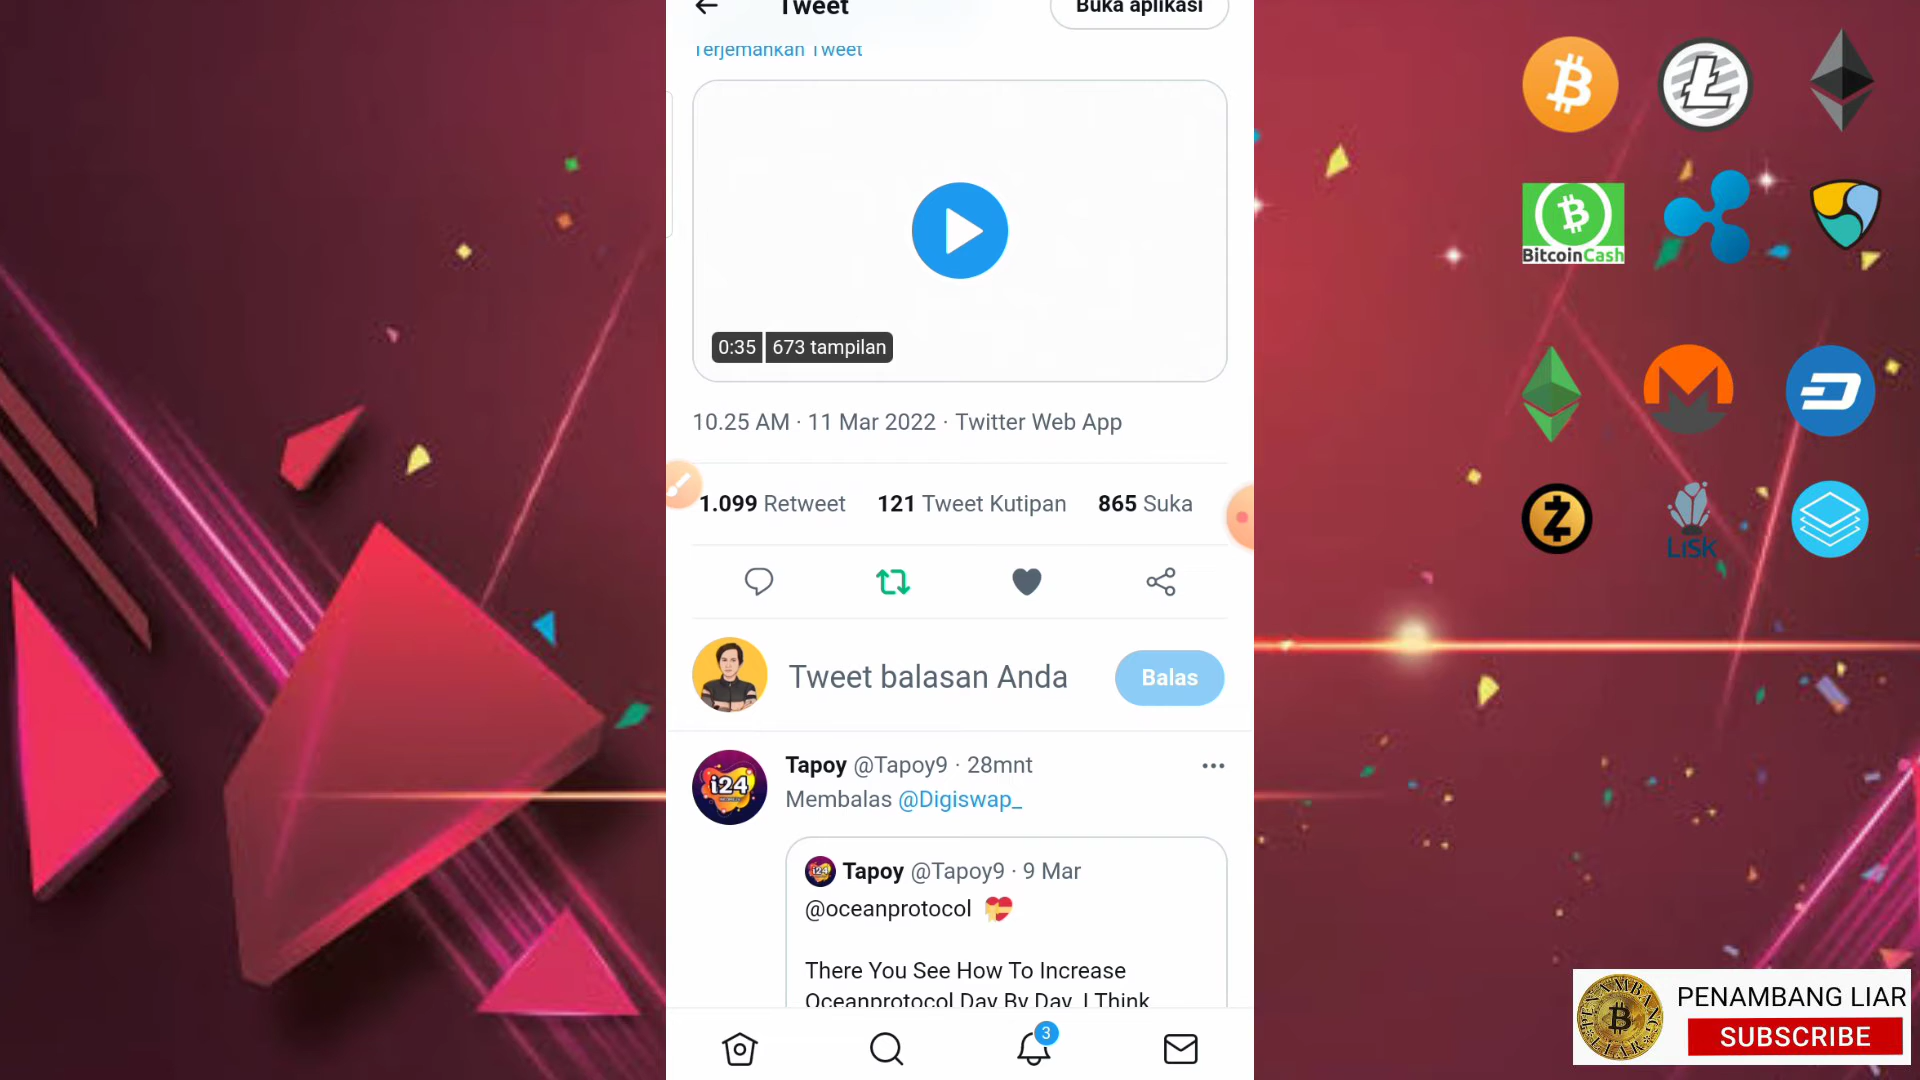 Tweet
Buka aplikasi
Terjemahkan Tweet
0:35 673 tampilan
10.25 AM · 11 Mar 2022 · Twitter Web App
1.099 Retweet 121 Tweet Kutipan 865 Suka
Tweet balasan Anda
Balas
Tapoy @Tapoy9 · 28mnt
Membalas @Digiswap_
i24
Tapoy @Tapoy9 · 9 Mar
@oceanprotocol
There You See How To Increase
Oceanprotocol Day By Day, I Think
3
BitcoinCash
LiSK
PENAMBANG LIAR
PENAMBANG LIAR
SUBSCRIBE